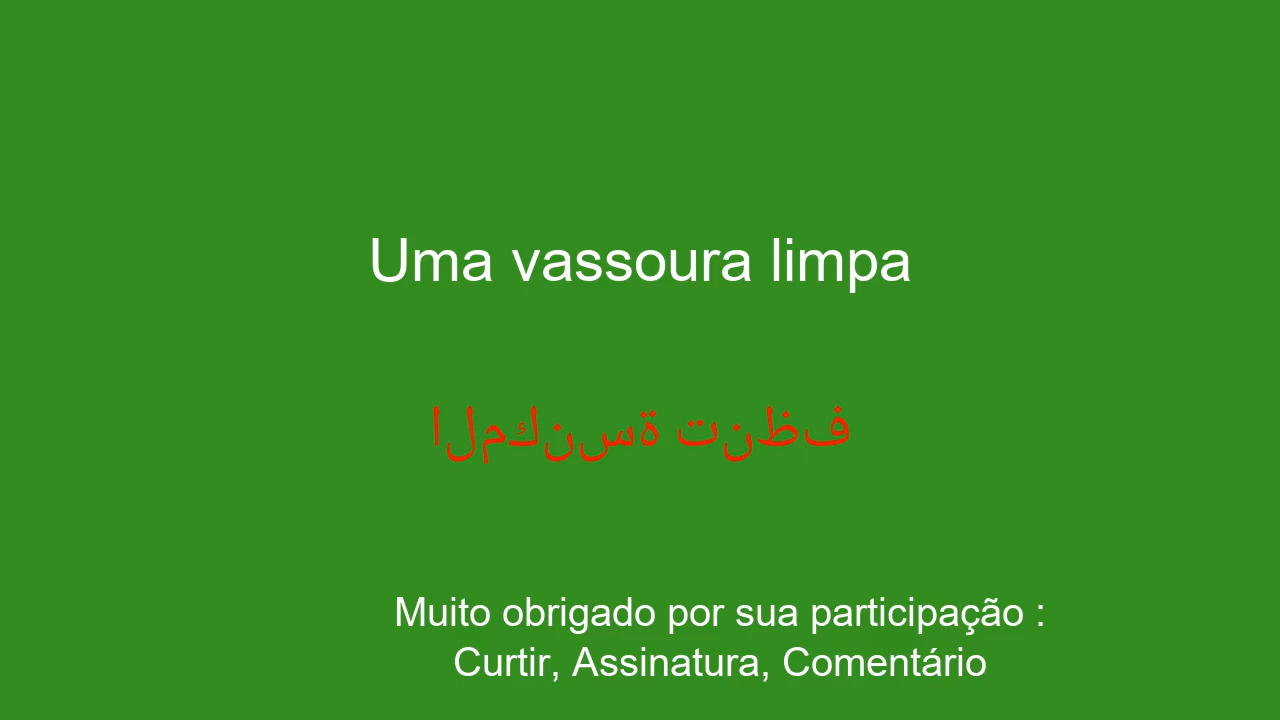 Uma vassoura limpa
المكنسة تنظف
Muito obrigado por sua participação :
Curtir, Assinatura, Comentário